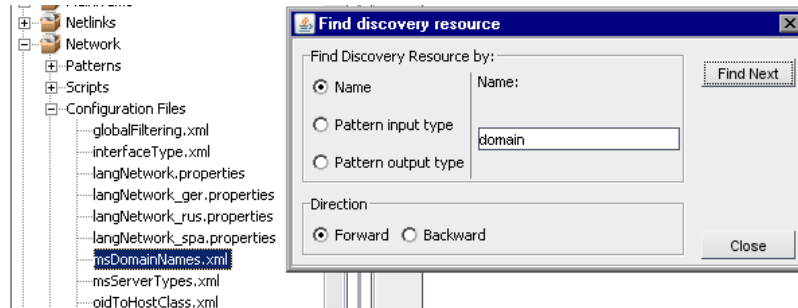 Netlinks
Network
Patterns
Scripts
Configuration Files
globalFiltering.xml
interfaceType.xml
langNetwork.properties
langNetwork_ger.properties
langNetwork_rus.properties
langNetwork_spa.properties
msDomainNames.xml
msServerTypes.xml
oidToHostClass.xml
Find discovery resource
Find Discovery Resource by:
Name
Pattern input type
Pattern output type
Name:
domain
Find Next
Direction
Forward Backward
Close